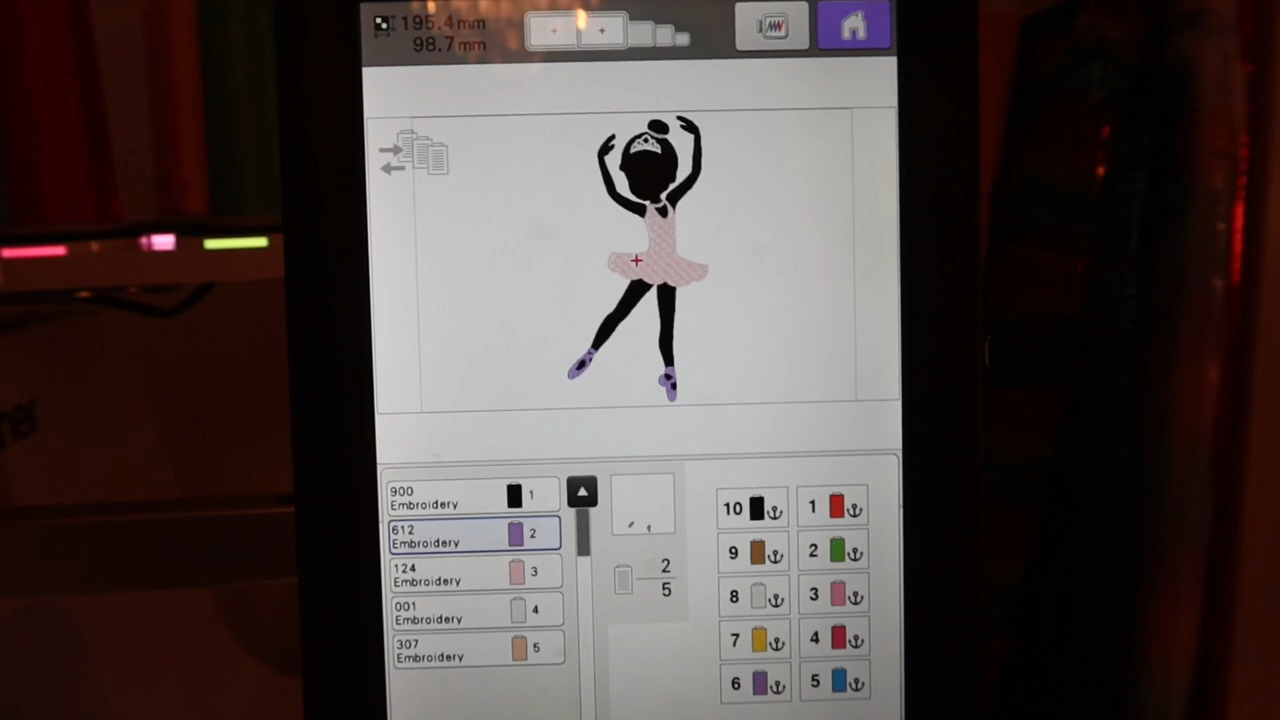 195.4mm
98.7mm
900
Embroidery 1
612
Embroidery 2
124
Embroidery 3
001
Embroidery 4
307
Embroidery 5
2
5
10 1
9 2
8 3
7 4
6 5